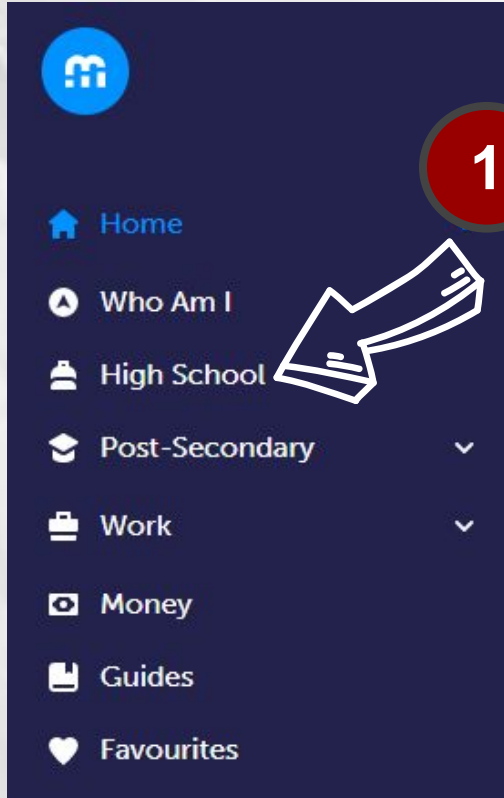 m
1
Home
Who Am I
High School
Post-Secondary
Work
Money
Guides
Favourites